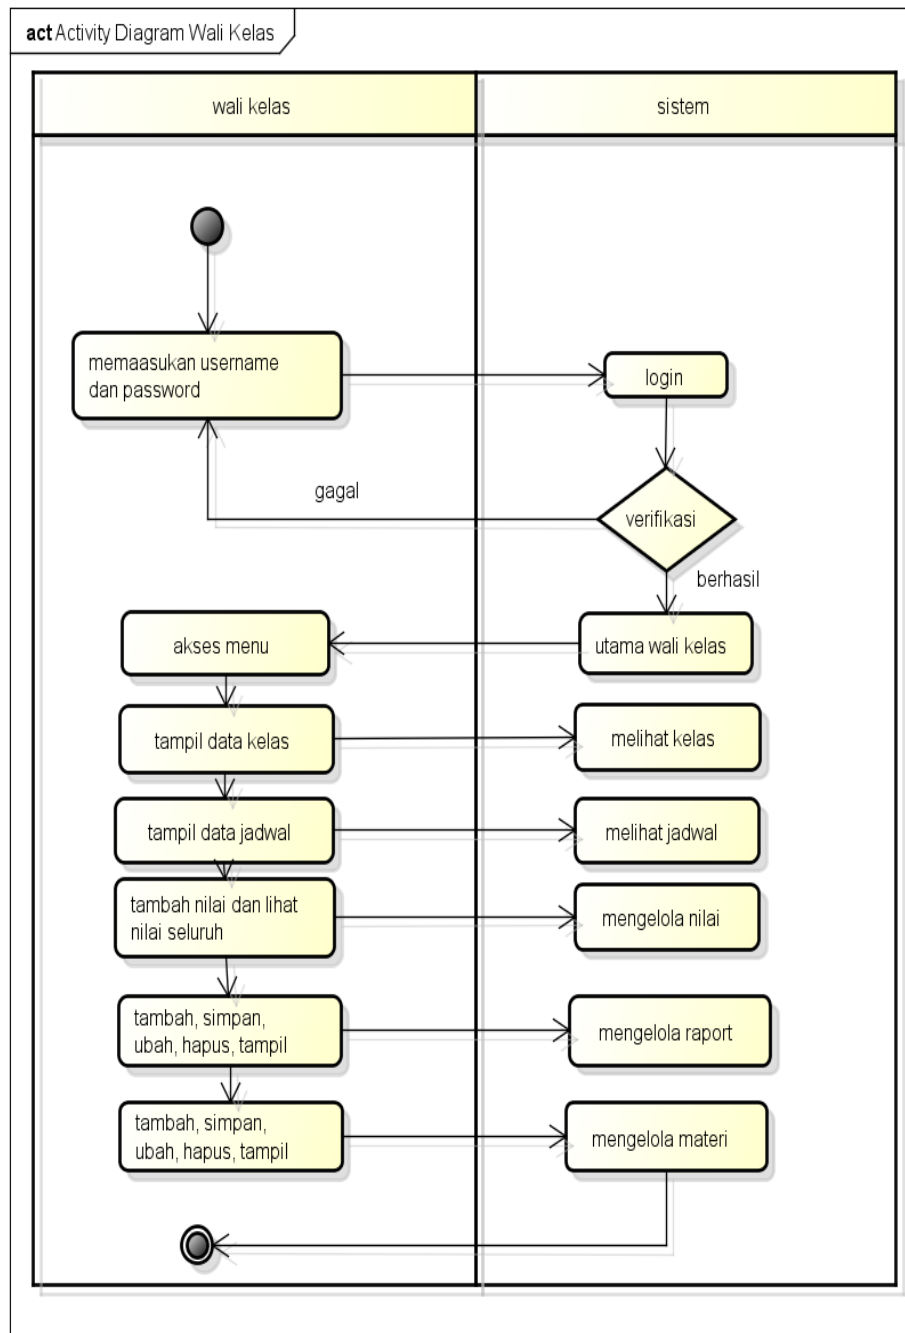 act Activity Diagram Wali Kelas
wali kelas
sistem
memaasukan username
dan password
login
gagal
verifikasi
berhasil
akses menu
utama wali kelas
tampil data kelas
melihat kelas
tampil data jadwal
melihat jadwal
tambah nilai dan lihat
nilai seluruh
mengelola nilai
tambah, simpan,
ubah, hapus, tampil
mengelola raport
tambah, simpan,
ubah, hapus, tampil
mengelola materi